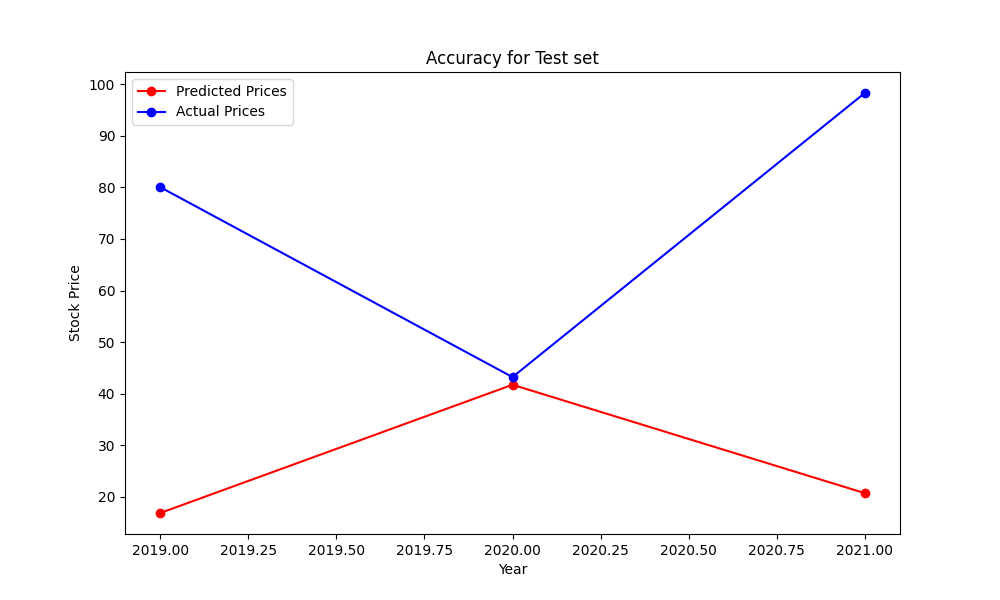 Accuracy for Test set
Predicted Prices
Actual Prices
100
90
80
70
60
50
40
30
20
Stock Price
2019.00 2019.25 2019.50 2019.75 2020.00 2020.25 2020.50 2020.75 2021.00
Year